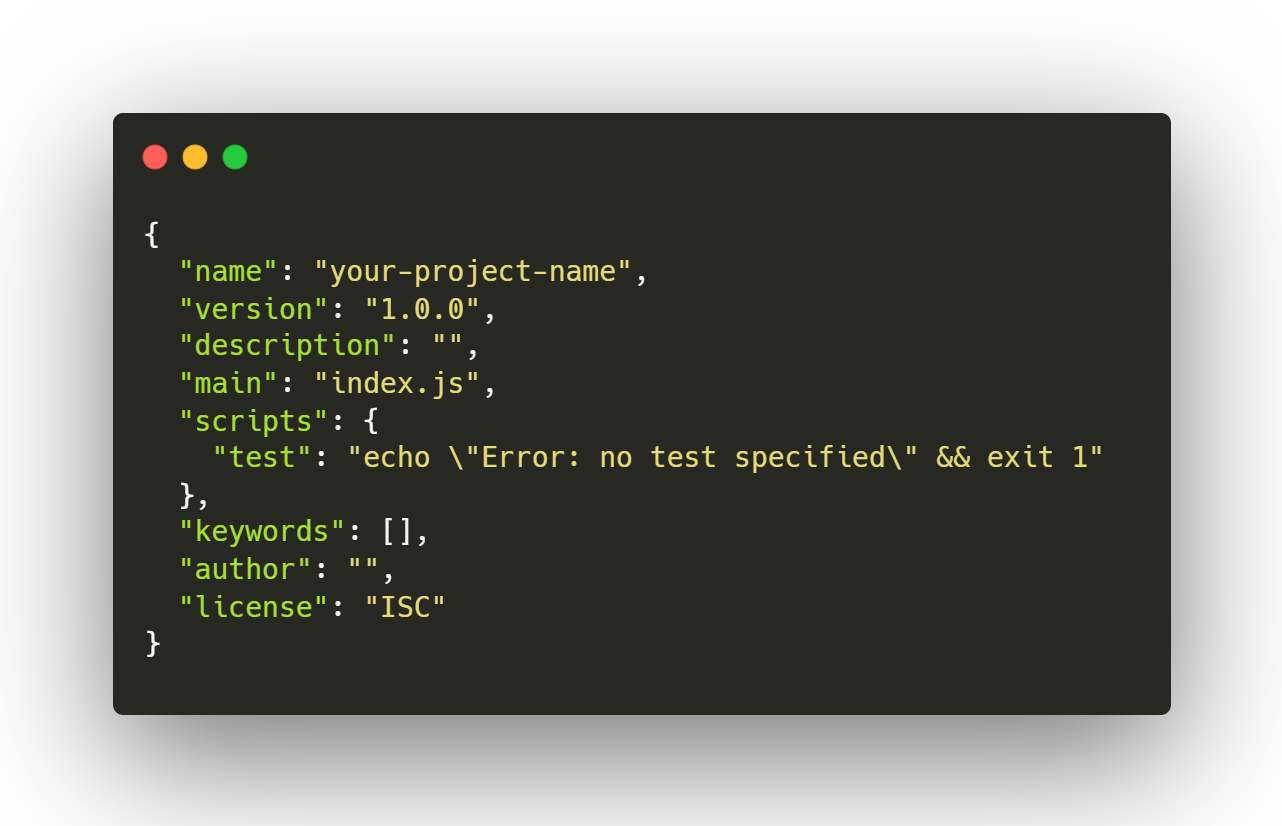 {
  "name": "your-project-name",
  "version": "1.0.0",
  "description": "",
  "main": "index.js",
  "scripts": {
    "test": "echo \"Error: no test specified\" && exit 1"
  },
  "keywords": [],
  "author": "",
  "license": "ISC"
}